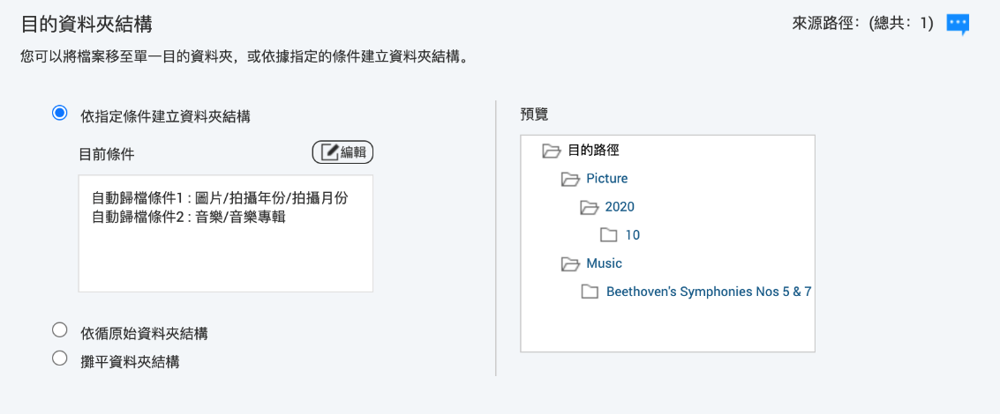 目的資料夾結構
來源路徑：(總共：1)
您可以將檔案移至單一目的資料夾，或依據指定的條件建立資料夾結構。
依指定條件建立資料夾結構
目前條件
編輯
自動歸檔條件1 : 圖片/拍攝年份/拍攝月份
自動歸檔條件2 : 音樂/音樂專輯
依循原始資料夾結構
攤平資料夾結構
預覽
目的路徑
Picture
2020
10
Music
Beethoven's Symphonies Nos 5 & 7